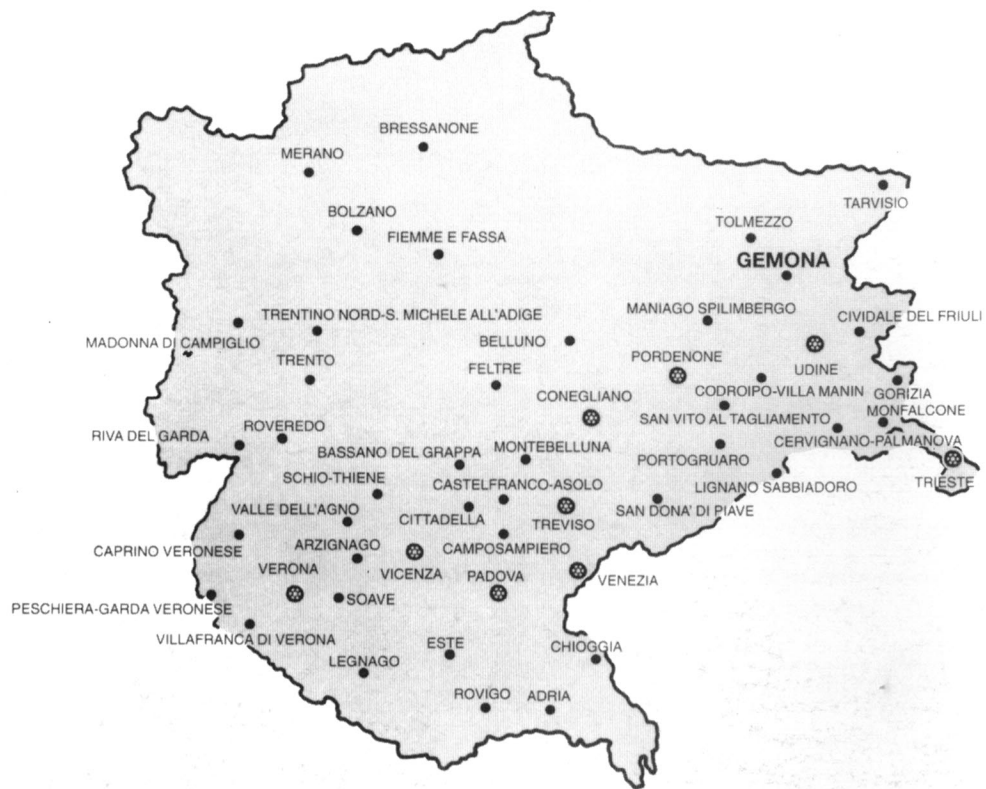 BRESSANONE
MERANO
TARVISIO
BOLZANO
TOLMEZZO
FIEMME E FASSA
GEMONA
MANIAGO SPILIMBERGO
TRENTINO NORD-S. MICHELE ALL'ADIGE
CIVIDALE DEL FRIULI
MADONNA DI CAMPIGLIO
BELLUNO
TRENTO
PORDENONE
UDINE
FELTRE
CONEGLIANO
CODROIPO-VILLA MANIN
GORIZIA
MONFALCONE
SAN VITO AL TAGLIAMENTO
ROVEREDO
RIVA DEL GARDA
CERVIGNANO-PALMANOVA
MONTEBELLUNA
BASSANO DEL GRAPPA
PORTOGRUARO
SCHIO-THIENE
CASTELFRANCO-ASOLO
LIGNANO SABBIADORO
TRIESTE
VALLE DELL'AGNO
CITTADELLA
TREVISO
SAN DONA' DI PIAVE
CAPRINO VERONESE
ARZIGNAGO
CAMPOSAMPIERO
VERONA
VICENZA
PADOVA
VENEZIA
PESCHIERA-GARDA VERONESE
SOAVE
VILLAFRANCA DI VERONA
ESTE
CHIOGGIA
LEGNAGO
ROVIGO
ADRIA